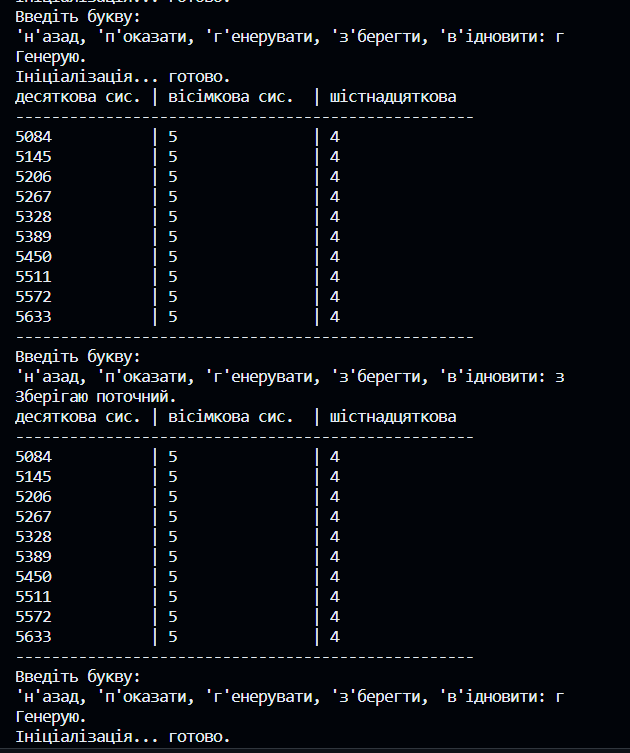 Ініціалізація... готово.
Введіть букву:
'н'азад, 'п'оказати, 'г'енерувати, 'з'берегти, 'в'ідновити: г
Генерую.
Ініціалізація... готово.
десяткова сис. | вісімкова сис.  | шістнадцяткова
--------------------------------------------------
5084           | 5               | 4
5145           | 5               | 4
5206           | 5               | 4
5267           | 5               | 4
5328           | 5               | 4
5389           | 5               | 4
5450           | 5               | 4
5511           | 5               | 4
5572           | 5               | 4
5633           | 5               | 4
--------------------------------------------------
Введіть букву:
'н'азад, 'п'оказати, 'г'енерувати, 'з'берегти, 'в'ідновити: з
Зберігаю поточний.
десяткова сис. | вісімкова сис.  | шістнадцяткова
--------------------------------------------------
5084           | 5               | 4
5145           | 5               | 4
5206           | 5               | 4
5267           | 5               | 4
5328           | 5               | 4
5389           | 5               | 4
5450           | 5               | 4
5511           | 5               | 4
5572           | 5               | 4
5633           | 5               | 4
--------------------------------------------------
Введіть букву:
'н'азад, 'п'оказати, 'г'енерувати, 'з'берегти, 'в'ідновити: г
Генерую.
Ініціалізація... готово.